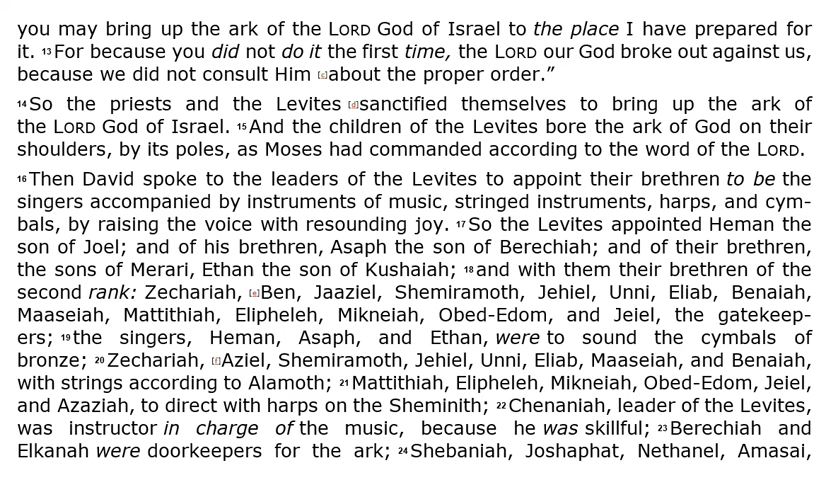 you may bring up the ark of the LORD God of Israel to the place I have prepared for
it. 13 For because you did not do it the first time, the LORD our God broke out against us,
because we did not consult Him [c]about the proper order.”
14 So the priests and the Levites [d]sanctified themselves to bring up the ark of
the LORD God of Israel. 15 And the children of the Levites bore the ark of God on their
shoulders, by its poles, as Moses had commanded according to the word of the LORD.
16 Then David spoke to the leaders of the Levites to appoint their brethren to be the
singers accompanied by instruments of music, stringed instruments, harps, and cym-
bals, by raising the voice with resounding joy. 17 So the Levites appointed Heman the
son of Joel; and of his brethren, Asaph the son of Berechiah; and of their brethren,
the sons of Merari, Ethan the son of Kushaiah; 18 and with them their brethren of the
second rank: Zechariah, [e]Ben, Jaaziel, Shemiramoth, Jehiel, Unni, Eliab, Benaiah,
Maaseiah, Mattithiah, Elipheleh, Mikneiah, Obed-Edom, and Jeiel, the gatekeep-
ers; 19 the singers, Heman, Asaph, and Ethan, were to sound the cymbals of
bronze; 20 Zechariah, [f]Aziel, Shemiramoth, Jehiel, Unni, Eliab, Maaseiah, and Benaiah,
with strings according to Alamoth; 21 Mattithiah, Elipheleh, Mikneiah, Obed-Edom, Jeiel,
and Azaziah, to direct with harps on the Sheminith; 22 Chenaniah, leader of the Levites,
was instructor in charge of the music, because he was skillful; 23 Berechiah and
Elkanah were doorkeepers for the ark; 24 Shebaniah, Joshaphat, Nethanel, Amasai,